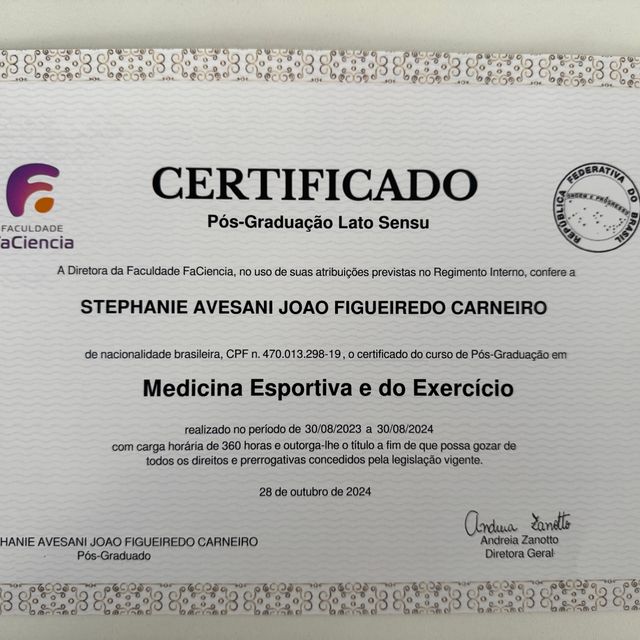 CERTIFICADO
Pós-Graduação Lato Sensu
FACULDADE
FaCiencia
REPÚBLICA FEDERATIVA DO BRASIL
ORDEM E PROGRESSO
A Diretora da Faculdade FaCiencia, no uso de suas atribuições previstas no Regimento Interno, confere a
STEPHANIE AVESANI JOAO FIGUEIREDO CARNEIRO
de nacionalidade brasileira, CPF n. 470.013.298-19 , o certificado do curso de Pós-Graduação em
Medicina Esportiva e do Exercício
realizado no período de 30/08/2023 a 30/08/2024
com carga horária de 360 horas e outorga-lhe o título a fim de que possa gozar de
todos os direitos e prerrogativas concedidos pela legislação vigente.
28 de outubro de 2024
Andreia Zanotto
HANIE AVESANI JOAO FIGUEIREDO CARNEIRO
Pós-Graduado
Andreia Zanotto
Diretora Geral